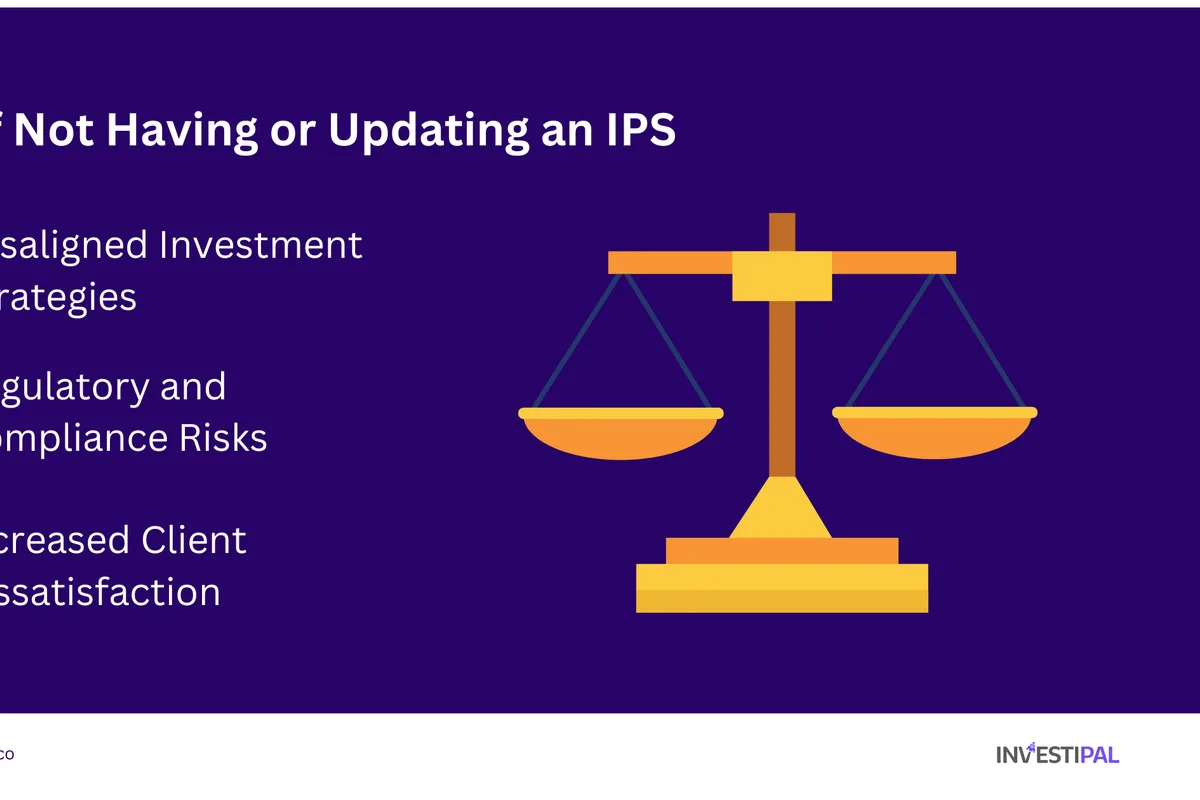 f Not Having or Updating an IPS
saligned Investment
rategies
gulatory and
ompliance Risks
creased Client
ssatisfaction
co
INVESTIPAL